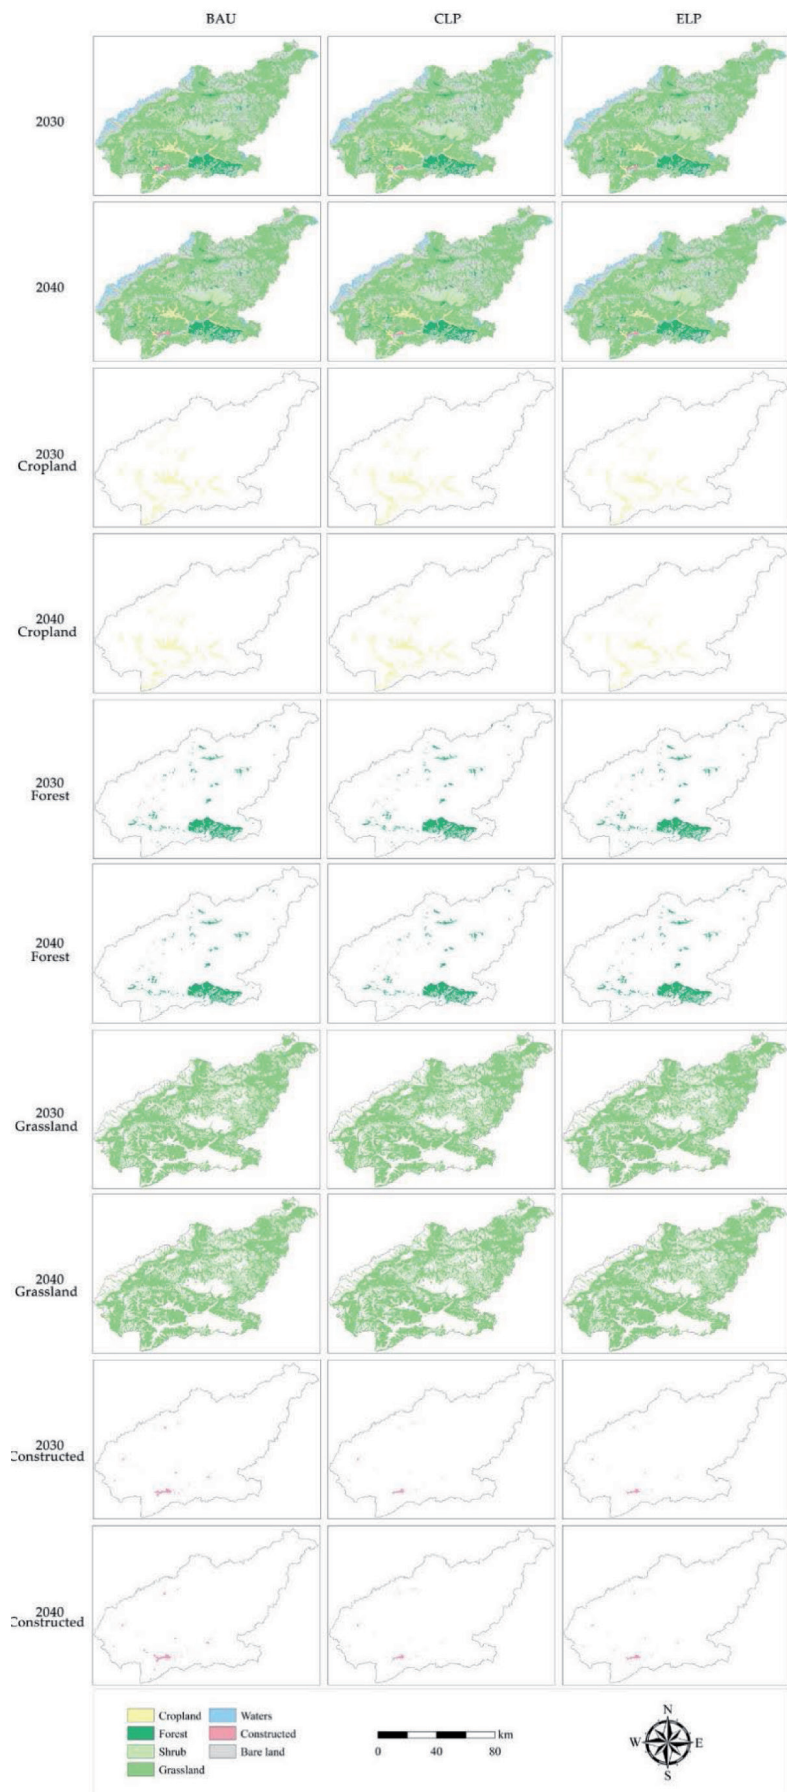 BAU CLP ELP
2030
2040
2030
Cropland
2040
Cropland
2030
Forest
2040
Forest
2030
Grassland
2040
Grassland
2030
Constructed
2040
Constructed
Cropland Waters
Forest Constructed
Shrub Bare land
Grassland
km
0 40 80
N
W E
S